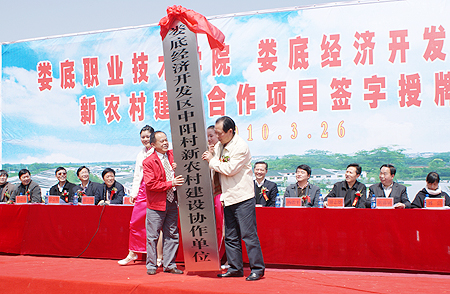 娄底职业技术学院 娄底经济开发
新农村建 合作项目签字授牌
10.3.26
娄底经济开发区中阳村新农村建设协作单位